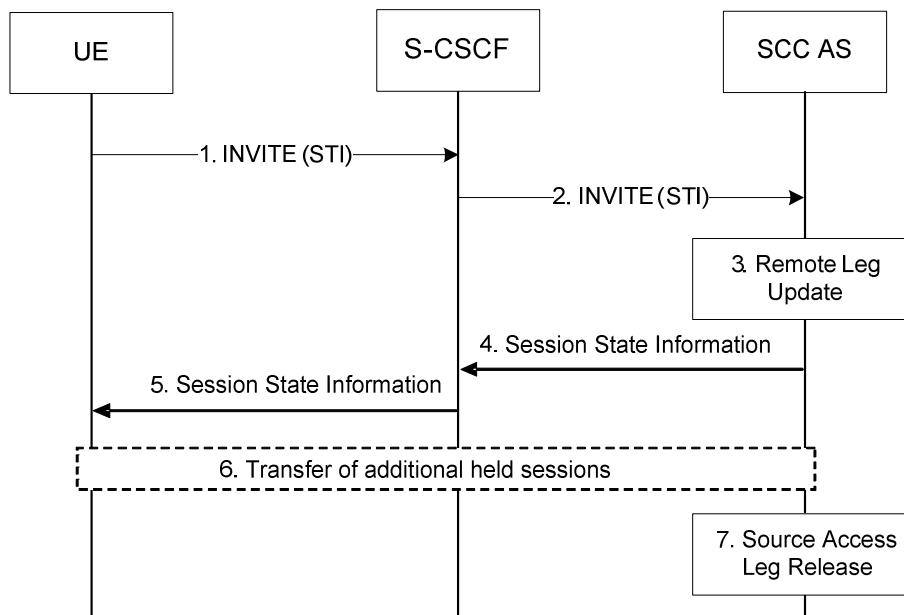 UE
S-CSCF
SCC AS
1. INVITE (STI)
2. INVITE (STI)
3. Remote Leg
Update
4. Session State Information
5. Session State Information
6. Transfer of additional held sessions
7. Source Access
Leg Release